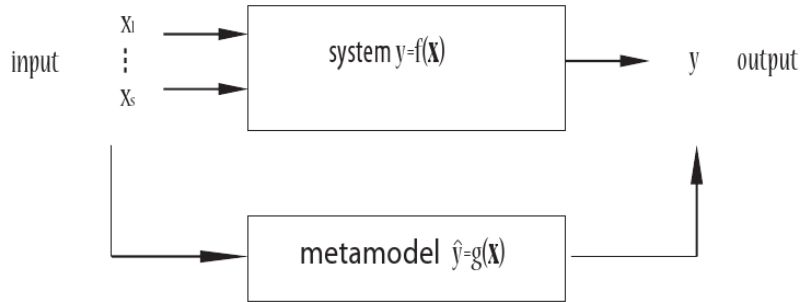 x₁
system y=f(x)
input
y output
xₛ
metamodel ŷ=g(x)